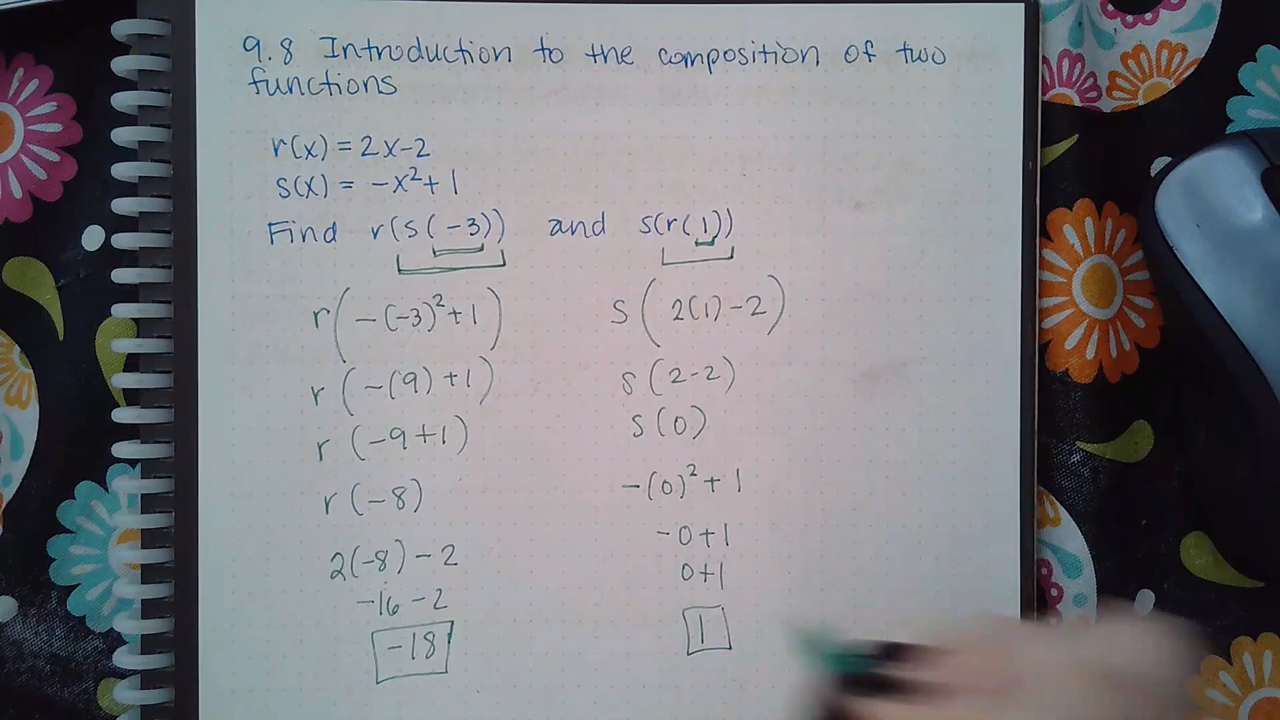 9.8 Introduction to the composition of two
functions
r(x) = 2x-2
s(x) = -x²+1
Find r(s(-3)) and s(r(1))
r(-(-3)²+1)
r(-(9)+1)
r(-9+1)
r(-8)
2(-8)-2
-16-2
-18
s(2(1)-2)
s(2-2)
s(0)
-(0)²+1
-0+1
0+1
1